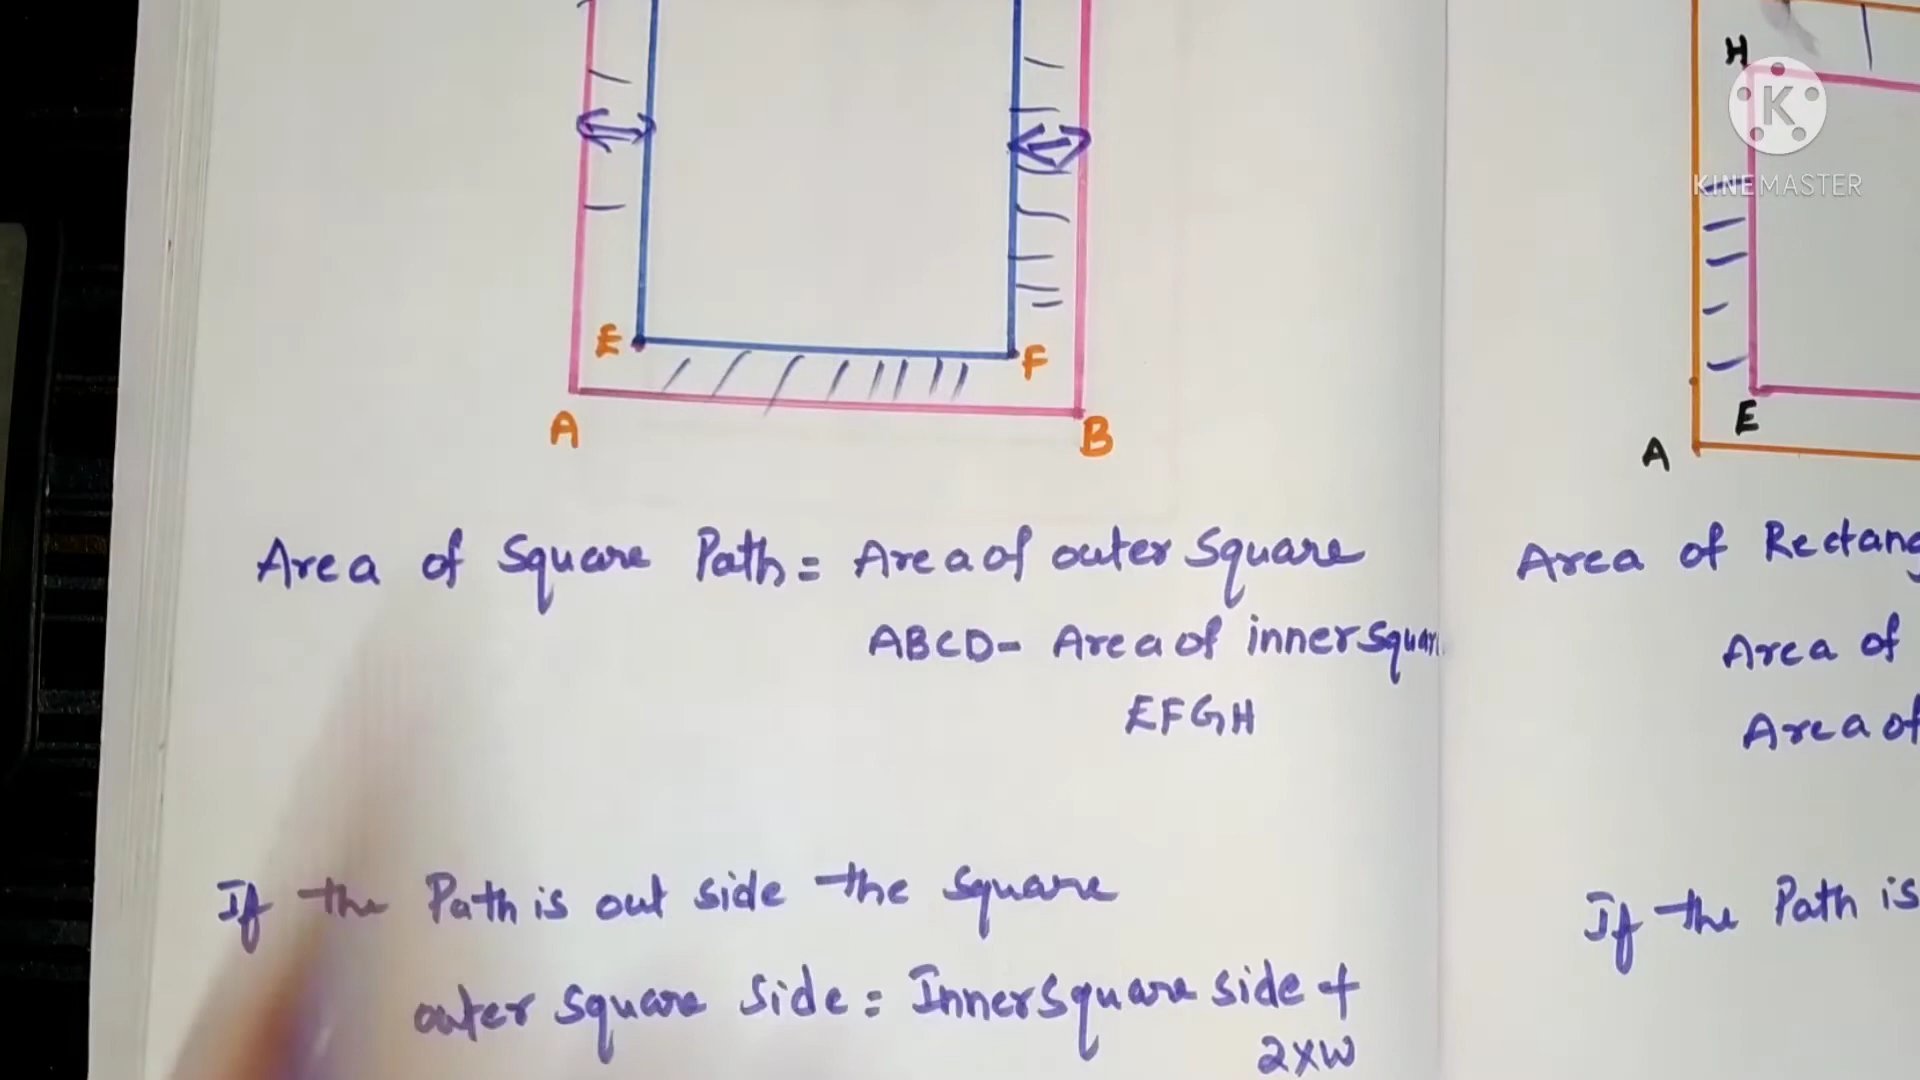 H
K
KINEMASTER
E
F
A
B
E
A
Area of Square Path = Area of outer Square
ABCD - Area of inner Square
EFGH
If the Path is out side the Square
outer Square Side = Inner Square side +
2xW
Area of Rectang
Area of
Area of
If the Path is